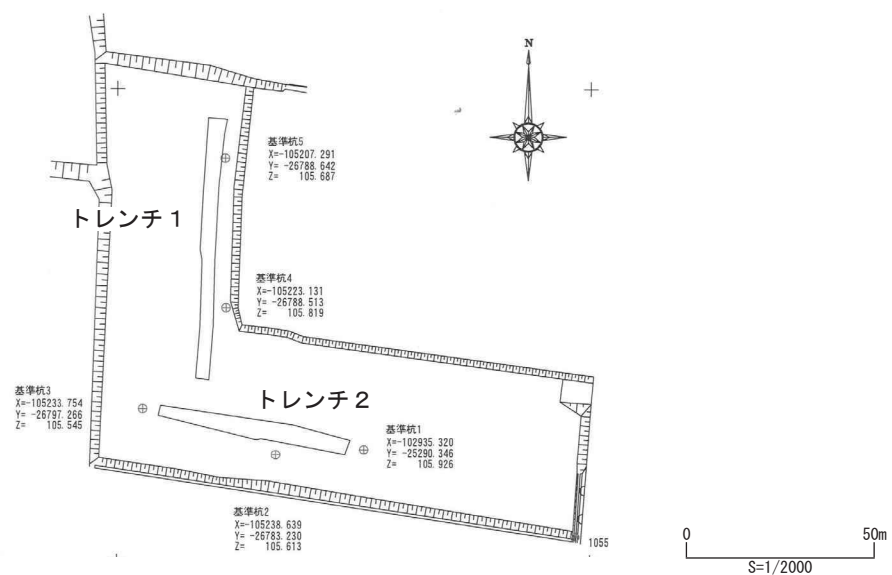 N
基準杭5
X=-105207.291
Y= -26788.642
Z= 105.687
トレンチ1
基準杭4
X=-105223.131
Y= -26788.513
Z= 105.819
基準杭3
X=-105233.754
Y= -26797.266
Z= 105.545
トレンチ2
基準杭1
X=-102935.320
Y= -25290.346
Z= 105.926
基準杭2
X=-105238.639
Y= -26783.230
Z= 105.613
1055
0 50m
S=1/2000